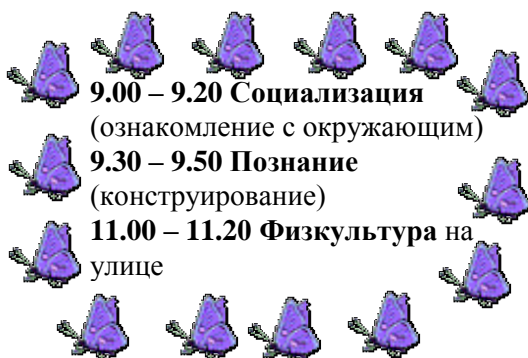 9.00 – 9.20 Социализация
(ознакомление с окружающим)
9.30 – 9.50 Познание
(конструирование)
11.00 – 11.20 Физкультура на
улице